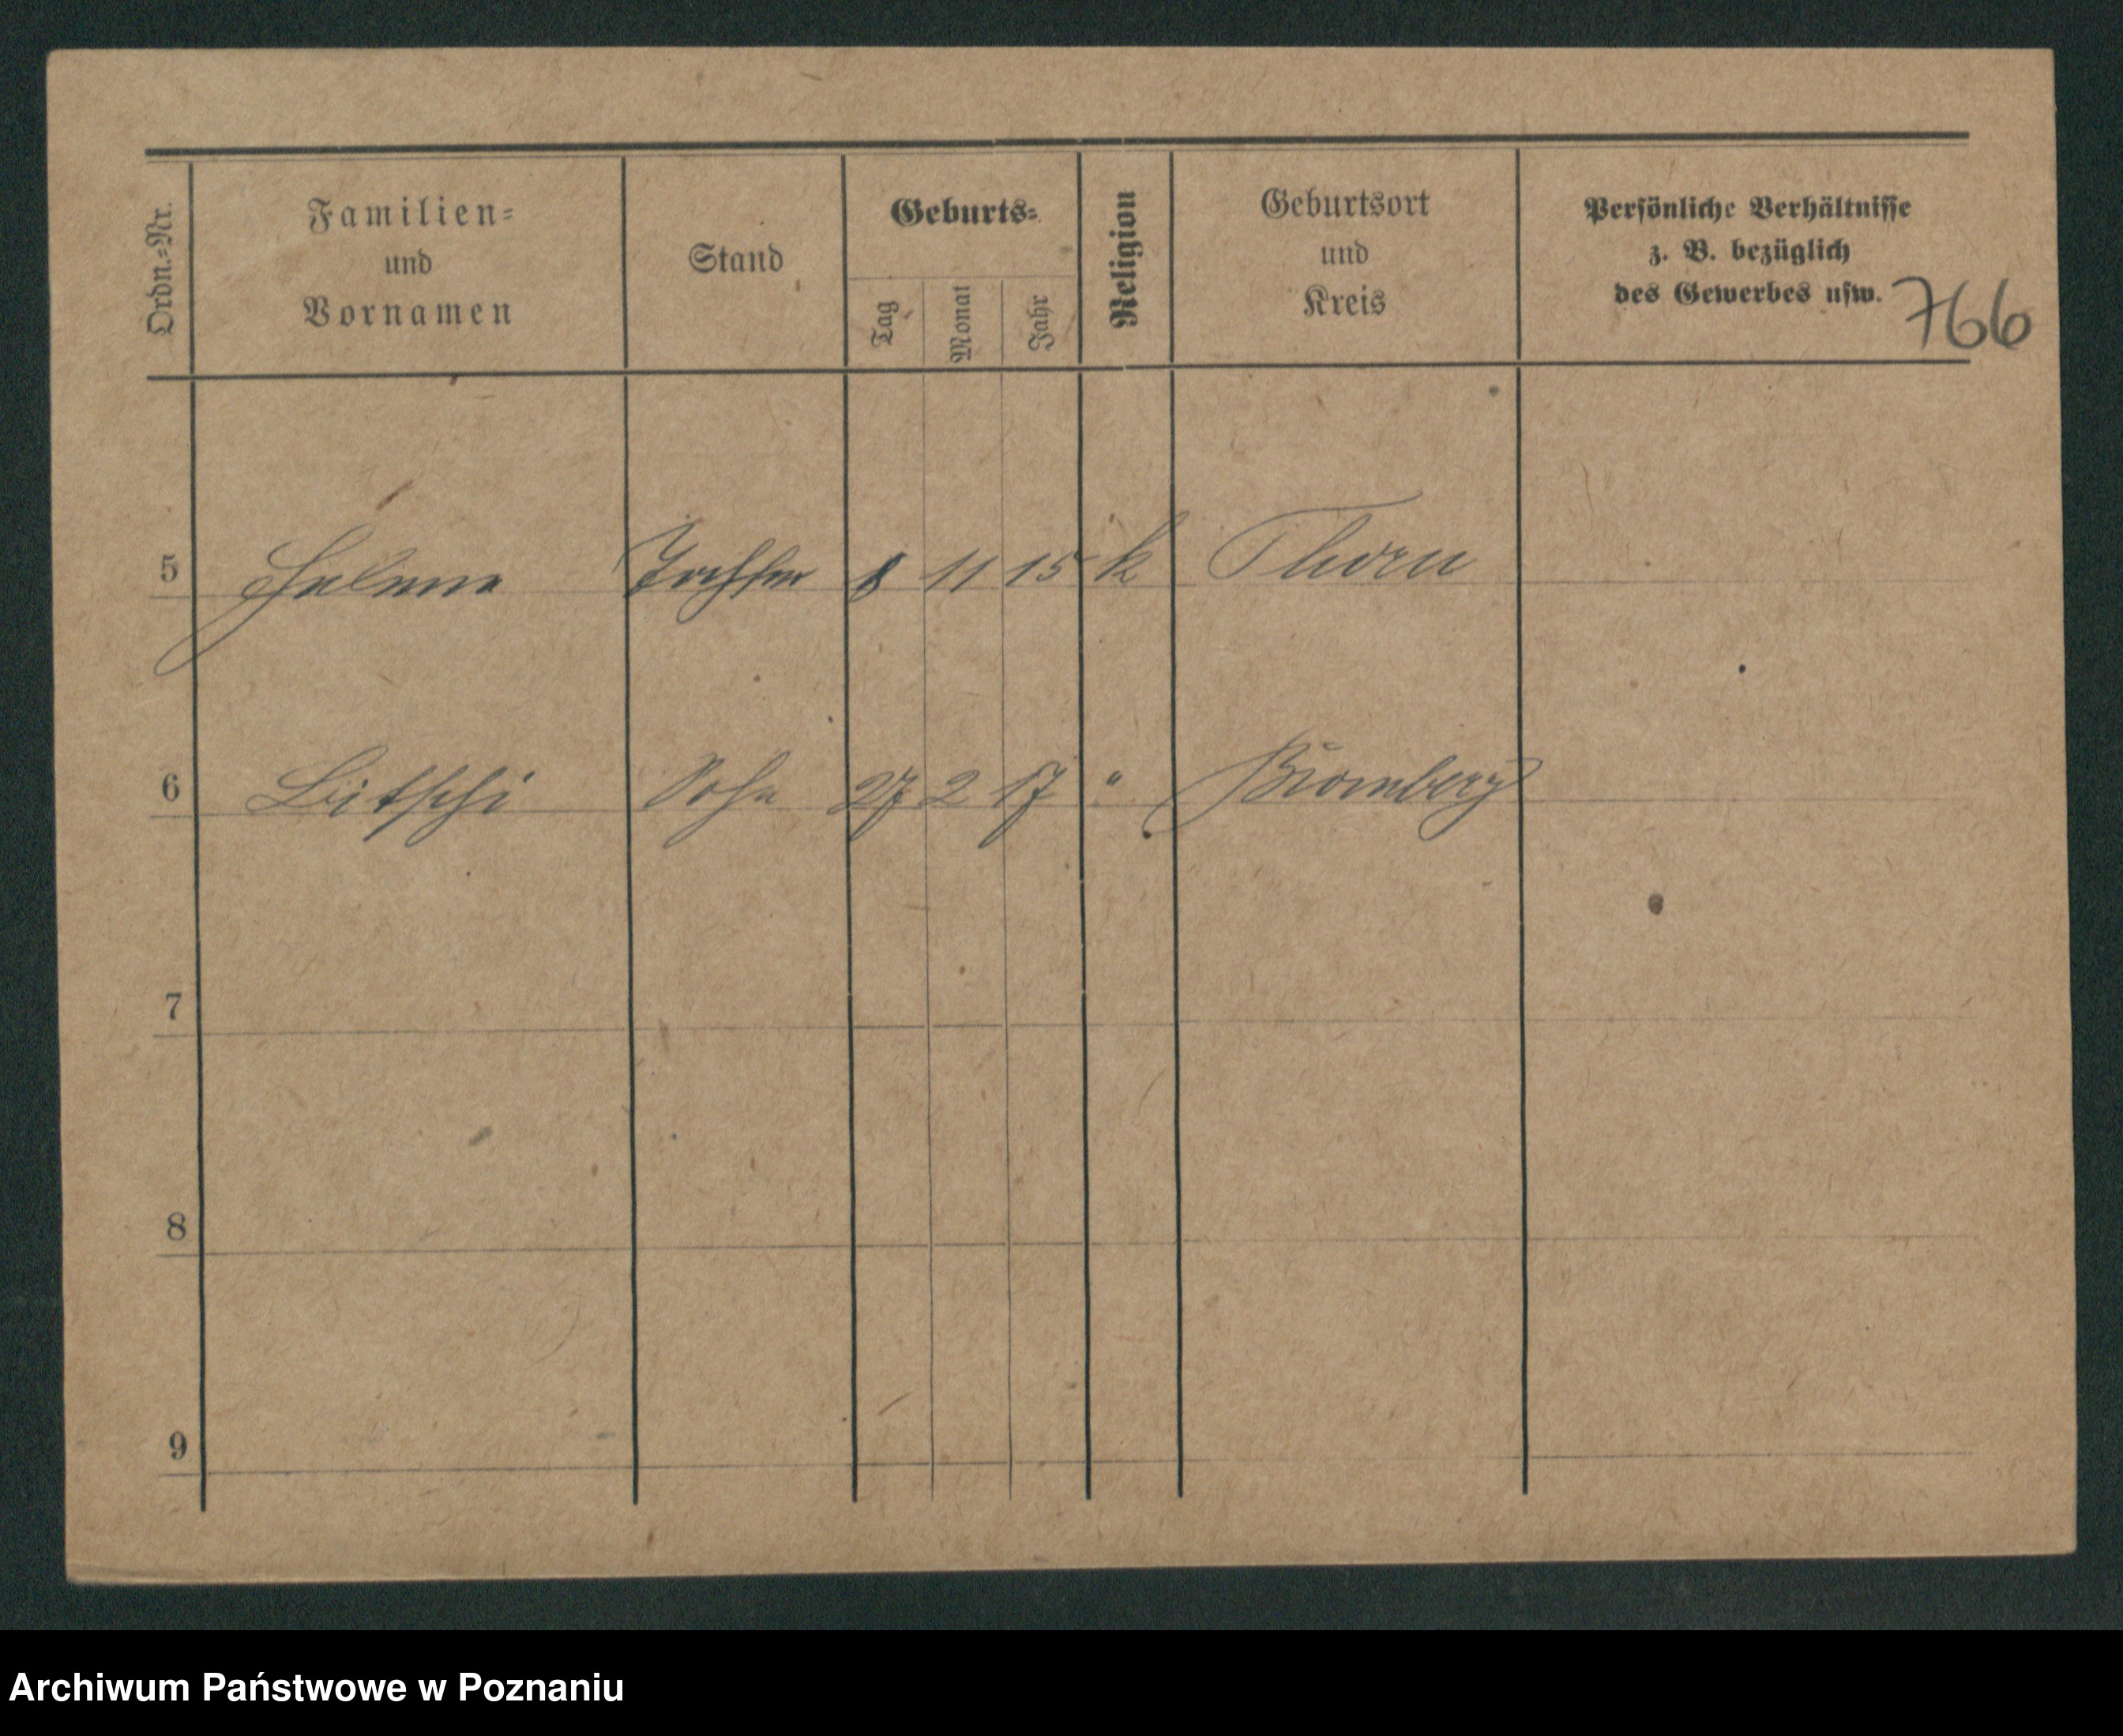 Ordn.-Nr.
Familien-
und
Vornamen
Stand
Geburts-
Tag
Monat
Jahr
Religion
Geburtsort
und
Kreis
Persönliche Verhältnisse
z. B. bezüglich
des Gewerbes usw.
766
5 Helene Tochter 8 11 15 k Thorn
6 Sohn 27 2 17 " Bromberg
7
8
9
Archiwum Państwowe w Poznaniu